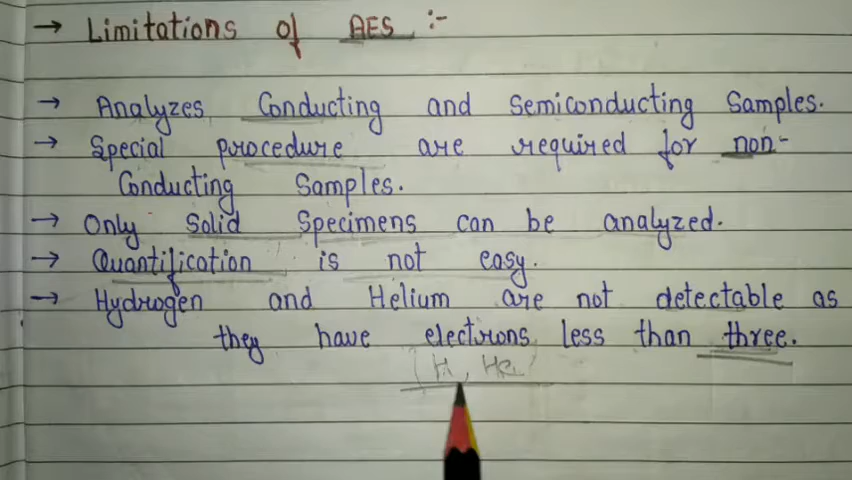 → Limitations of AES :-
→ Analyzes Conducting and Semiconducting Samples.
→ Special procedure are required for non-
Conducting Samples.
→ Only Solid Specimens can be analyzed.
→ Quantification is not easy.
→ Hydrogen and Helium are not detectable as
they have electrons less than three.
(H, He)